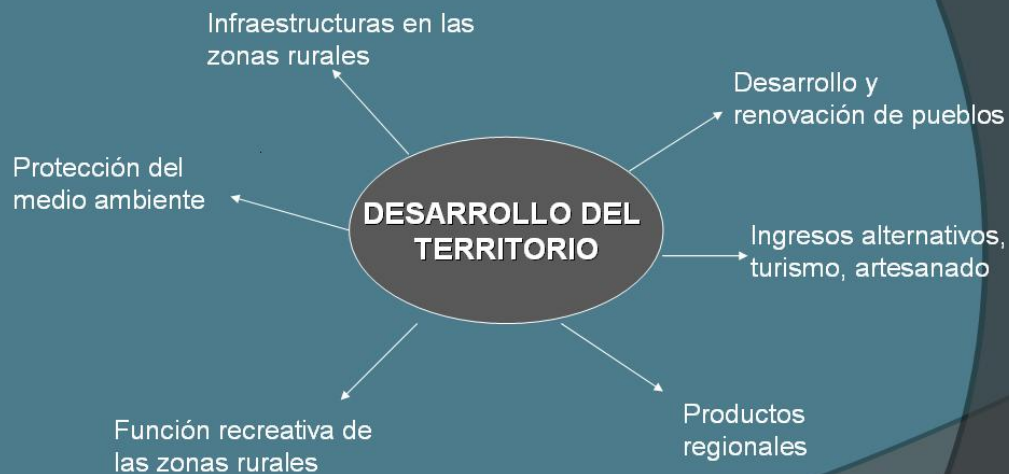 Infraestructuras en las
zonas rurales
Desarrollo y
renovación de pueblos
Protección del
medio ambiente
DESARROLLO DEL
TERRITORIO
Ingresos alternativos,
turismo, artesanado
Función recreativa de
las zonas rurales
Productos
regionales